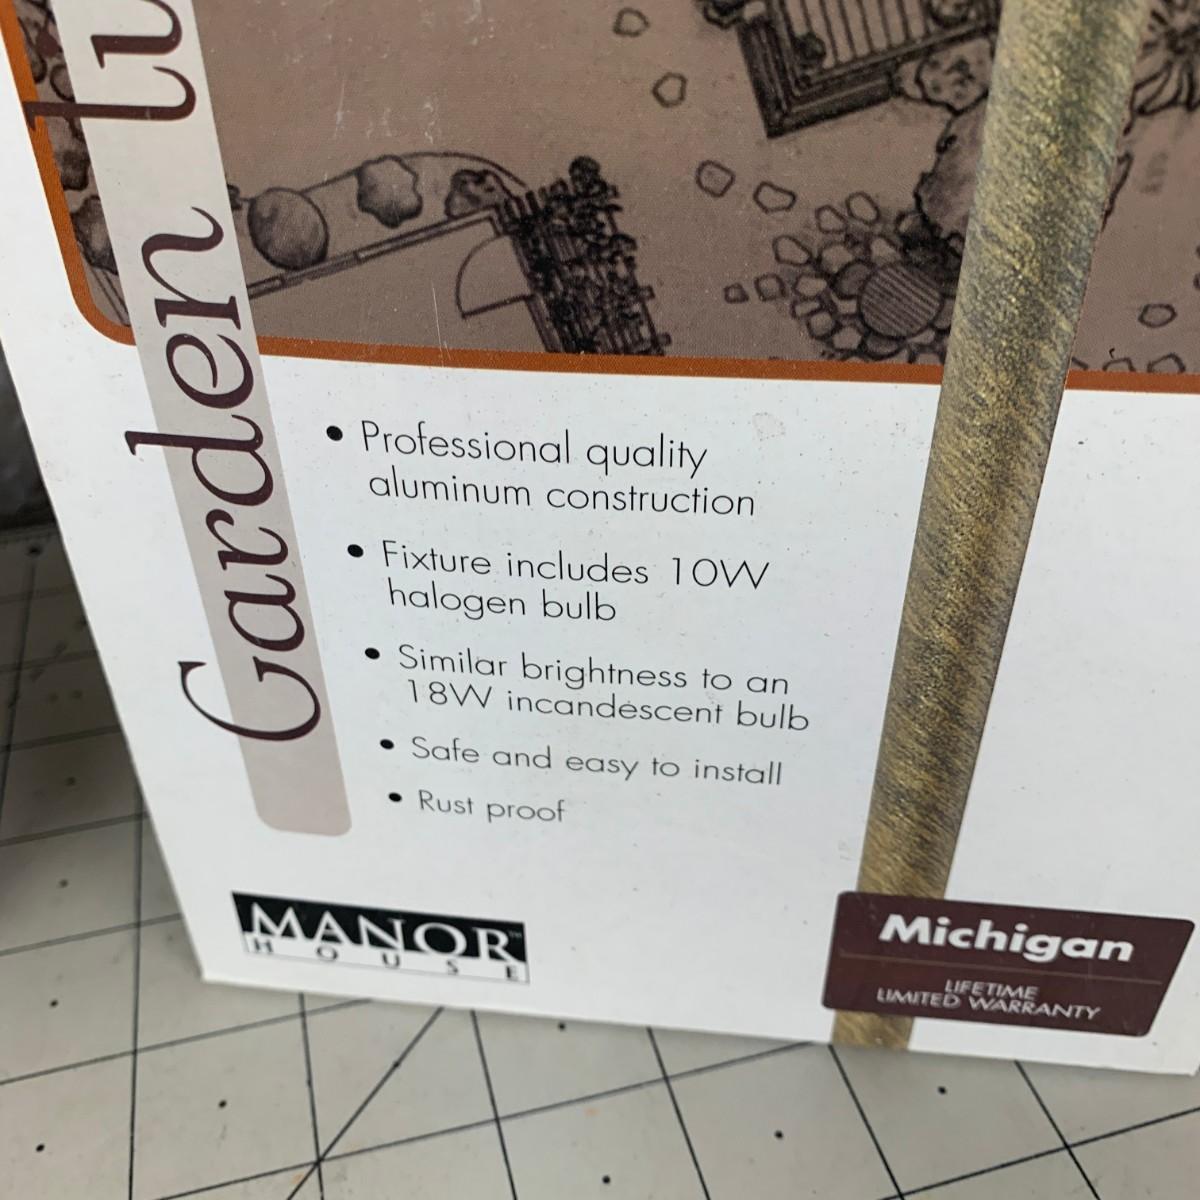 Garden
• Professional quality
aluminum construction
• Fixture includes 10W
halogen bulb
• Similar brightness to an
18W incandescent bulb
• Safe and easy to install
• Rust proof
MANOR™
HOUSE
Michigan
LIFETIME
LIMITED WARRANTY